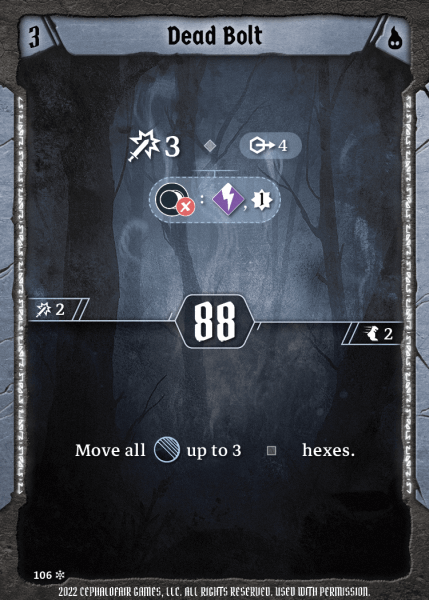 3 Dead Bolt
3 4
: , 1
2
88
2
Move all up to 3 hexes.
106
2022 CEPHALOFAIR GAMES, LLC. ALL RIGHTS RESERVED. USED WITH PERMISSION.